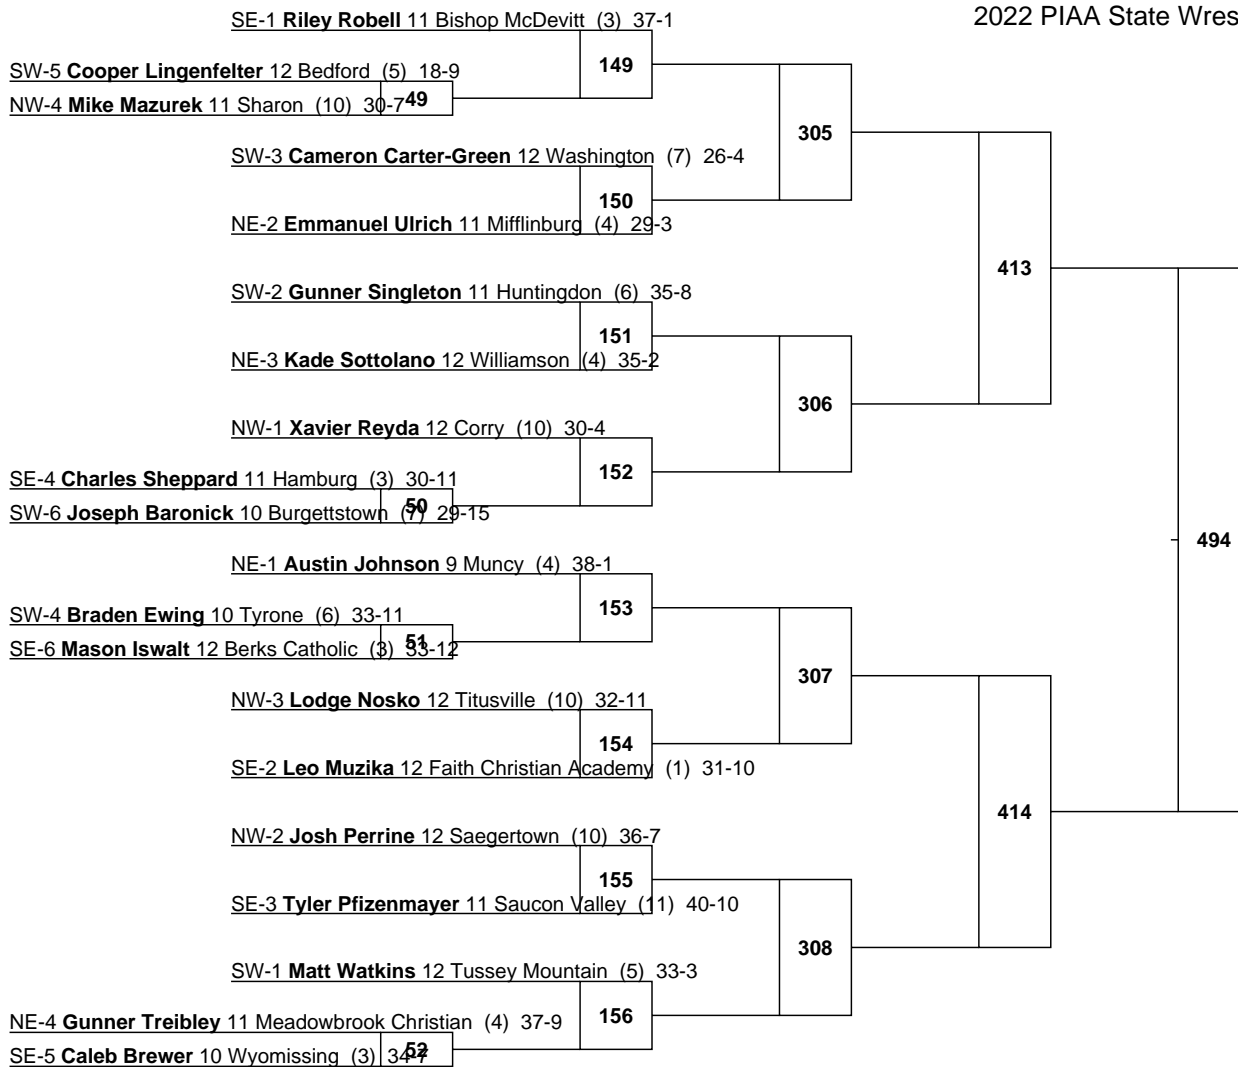 2022 PIAA State Wres
SE-1 Riley Robell 11 Bishop McDevitt (3) 37-1
149
SW-5 Cooper Lingenfelter 12 Bedford (5) 18-9
49
NW-4 Mike Mazurek 11 Sharon (10) 30-7
305
SW-3 Cameron Carter-Green 12 Washington (7) 26-4
150
NE-2 Emmanuel Ulrich 11 Mifflinburg (4) 29-3
413
SW-2 Gunner Singleton 11 Huntingdon (6) 35-8
151
NE-3 Kade Sottolano 12 Williamson (4) 35-2
306
NW-1 Xavier Reyda 12 Corry (10) 30-4
152
SE-4 Charles Sheppard 11 Hamburg (3) 30-11
50
SW-6 Joseph Baronick 10 Burgettstown (7) 29-15
494
NE-1 Austin Johnson 9 Muncy (4) 38-1
153
SW-4 Braden Ewing 10 Tyrone (6) 33-11
51
SE-6 Mason Iswalt 12 Berks Catholic (3) 33-12
307
NW-3 Lodge Nosko 12 Titusville (10) 32-11
154
SE-2 Leo Muzika 12 Faith Christian Academy (1) 31-10
414
NW-2 Josh Perrine 12 Saegertown (10) 36-7
155
SE-3 Tyler Pfizenmayer 11 Saucon Valley (11) 40-10
308
SW-1 Matt Watkins 12 Tussey Mountain (5) 33-3
156
NE-4 Gunner Treibley 11 Meadowbrook Christian (4) 37-9
52
SE-5 Caleb Brewer 10 Wyomissing (3) 34-7